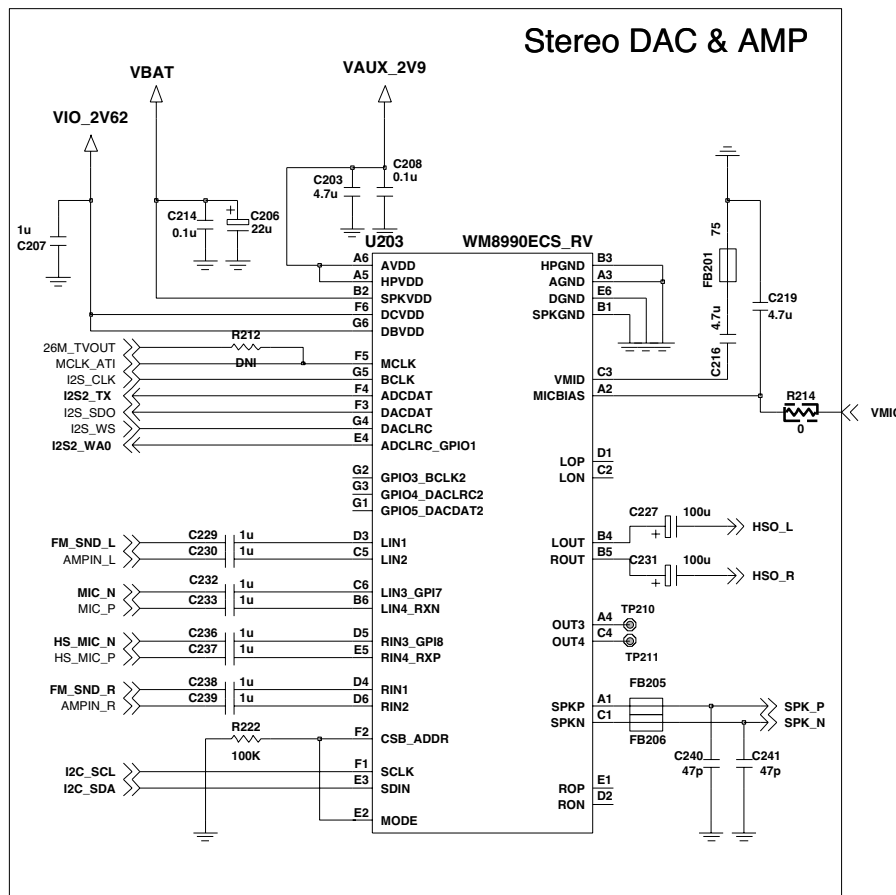 Stereo DAC & AMP
VBAT
VAUX_2V9
VIO_2V62
C203
4.7u
C208
0.1u
1u
C207
C214
0.1u
+
C206
22u
U203
WM8990ECS_RV
75
FB201
4.7u
C216
C219
4.7u
A6 AVDD
A5 HPVDD
B2 SPKVDD
F6 DCVDD
G6 DBVDD
HPGND B3
AGND A3
DGND E6
SPKGND B1
26M_TVOUT
R212
DNI
MCLK_ATI F5 MCLK
I2S_CLK G5 BCLK
I2S2_TX F4 ADCDAT
I2S_SDO F3 DACDAT
I2S_WS G4 DACLRC
I2S2_WA0 E4 ADCLRC_GPIO1
VMID C3
MICBIAS A2
R214
0
VMIC
G2 GPIO3_BCLK2
G3 GPIO4_DACLRC2
G1 GPIO5_DACDAT2
LOP D1
LON C2
FM_SND_L C229 1u D3 LIN1
AMPIN_L C230 1u C5 LIN2
LOUT B4 C227 + 100u HSO_L
ROUT B5 C231 + 100u HSO_R
MIC_N C232 1u C6 LIN3_GPI7
MIC_P C233 1u B6 LIN4_RXN
OUT3 A4 TP210
OUT4 C4 TP211
HS_MIC_N C236 1u D5 RIN3_GPI8
HS_MIC_P C237 1u E5 RIN4_RXP
FM_SND_R C238 1u D4 RIN1
AMPIN_R C239 1u D6 RIN2
FB205
SPKP A1 SPK_P
SPKN C1 SPK_N
FB206
R222
100K
F2 CSB_ADDR
C240
47p
C241
47p
I2C_SCL F1 SCLK
I2C_SDA E3 SDIN
E2 MODE
ROP E1
RON D2